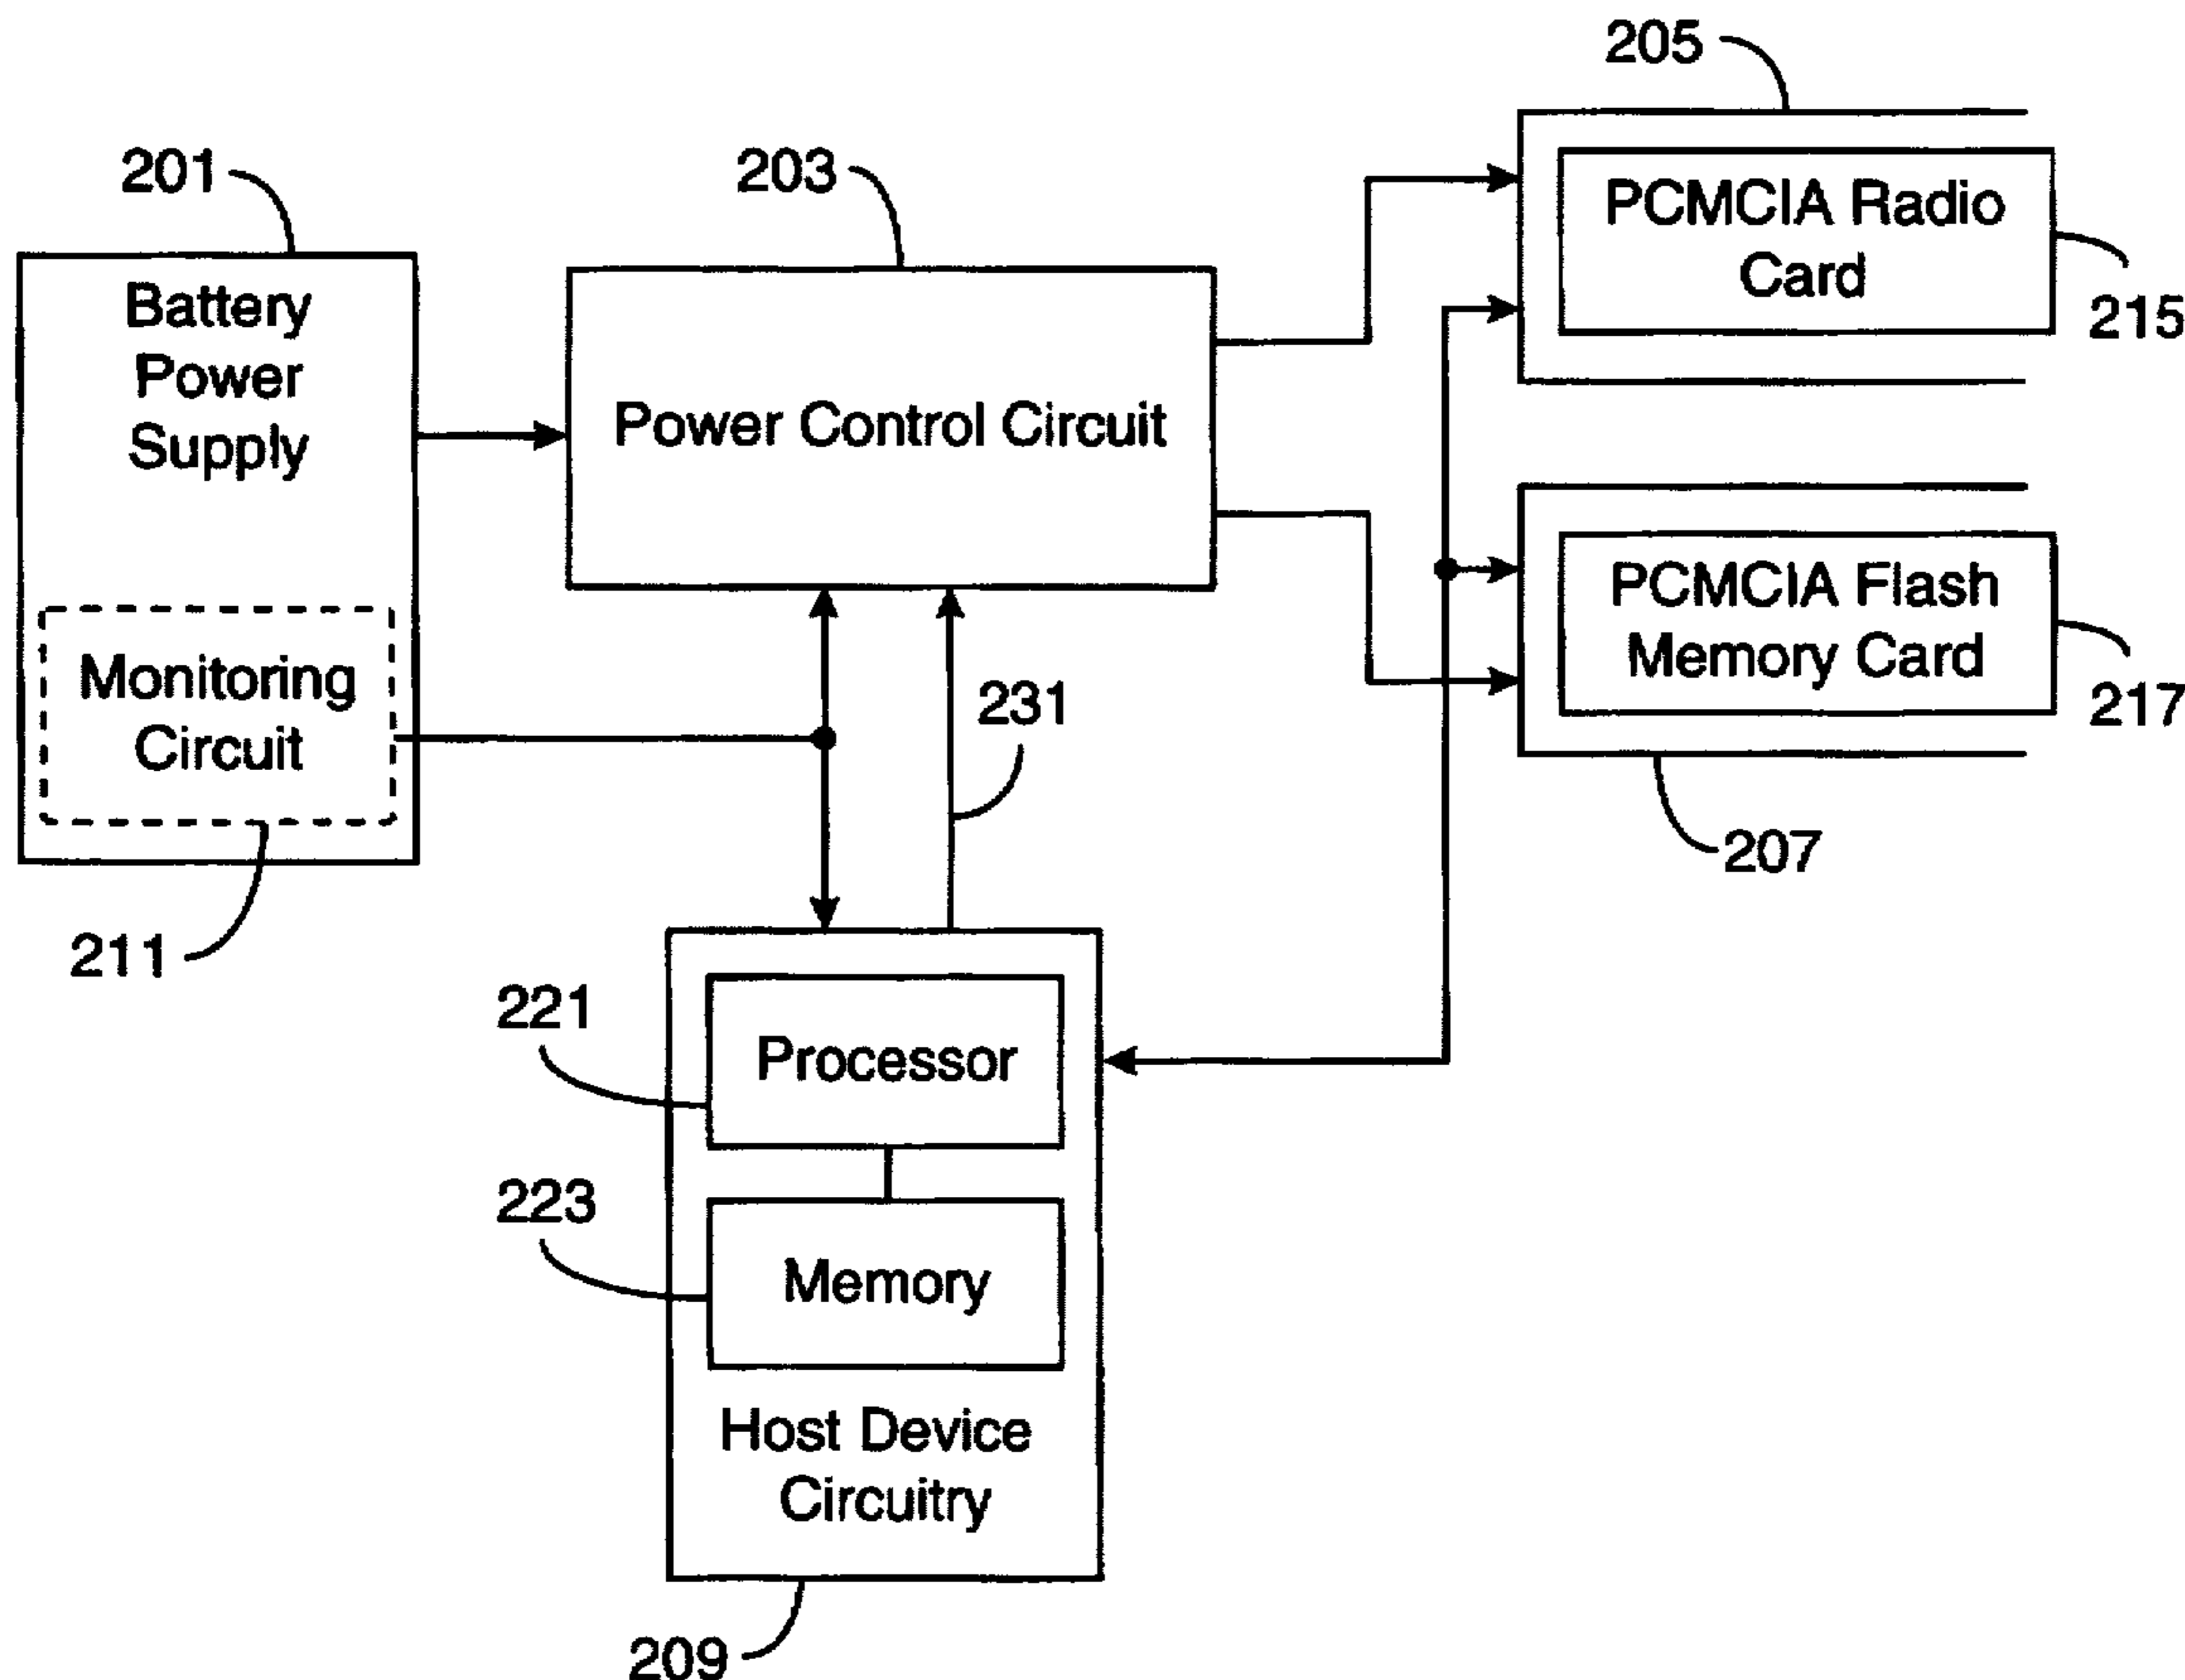 205
201
203
Battery
Power
Supply
Power Control Circuit
PCMCIA Radio
Card
215
PCMCIA Flash
Memory Card
217
Monitoring
Circuit
231
207
211
221
Processor
223
Memory
Host Device
Circuitry
209